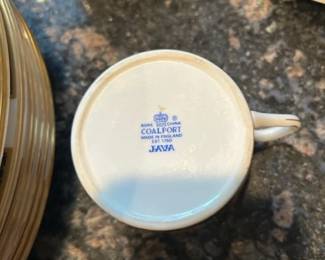 BONE CHINA
COALPORT
MADE IN ENGLAND
EST. 1750
JAVA